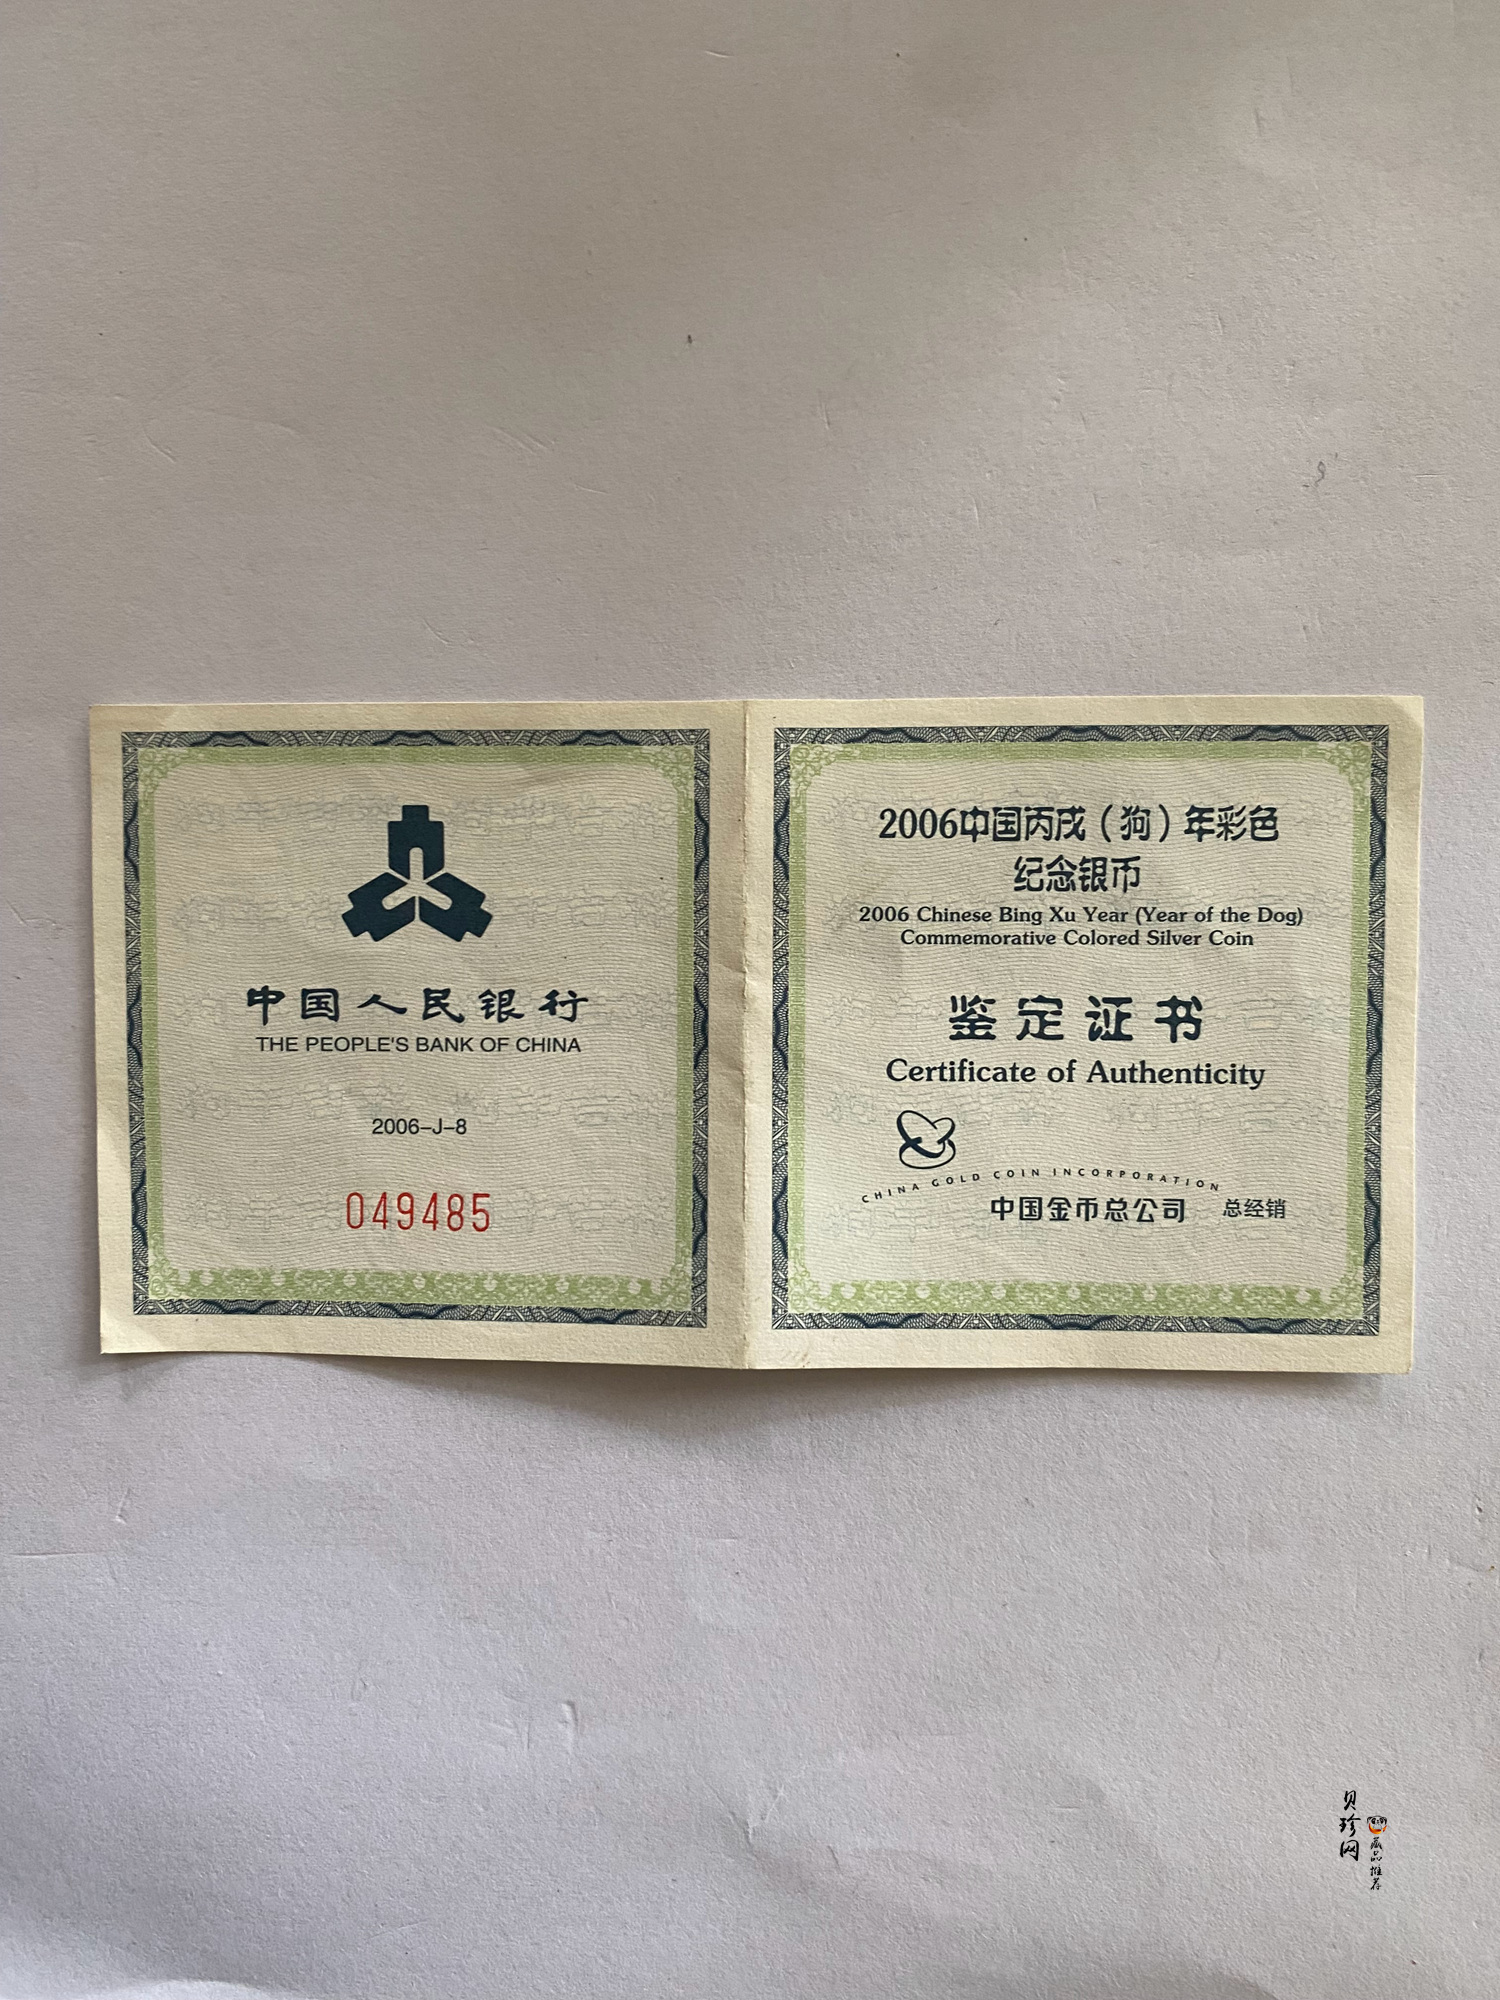 中国人民银行
THE PEOPLE'S BANK OF CHINA
2006-J-8
049485
2006中国丙戌（狗）年彩色
纪念银币
2006 Chinese Bing Xu Year (Year of the Dog)
Commemorative Colored Silver Coin
鉴定证书
Certificate of Authenticity
CHINA GOLD COIN INCORPORATION
中国金币总公司 总经销
贝珍网
藏品推荐